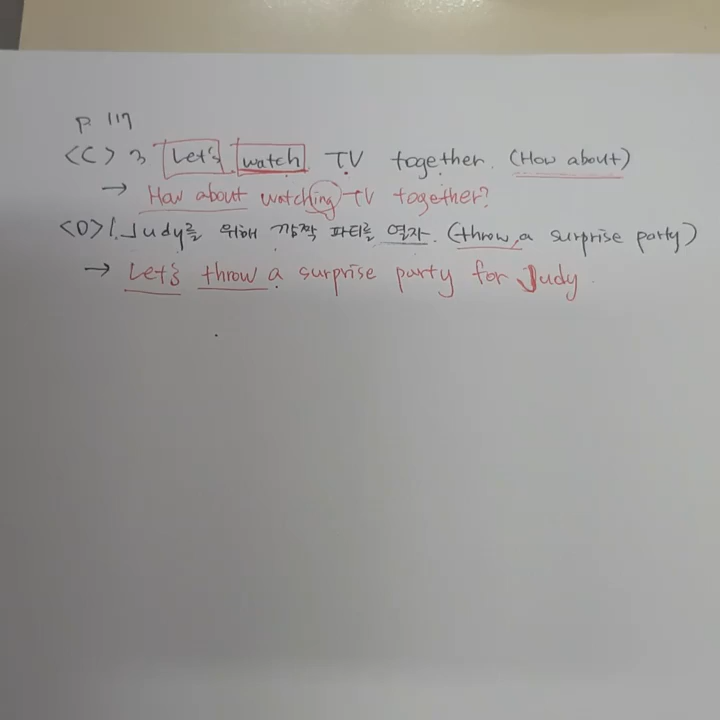 P 117
<C> 3 Let's watch TV together. (How about)
→ How about watching TV together?
<D> 1. Judy를 위해 깜짝 파티를 열자. (throw, a surprise party)
→ Let's throw a surprise party for Judy.